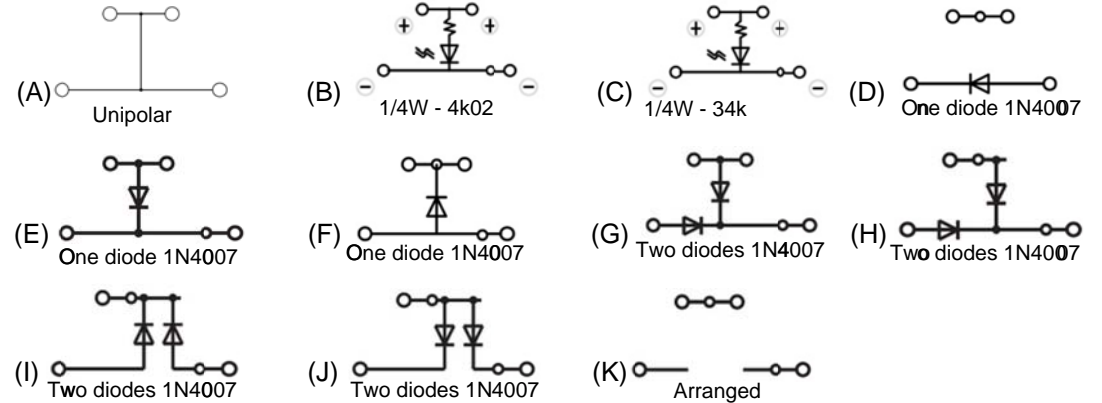 (A) Unipolar
(B) 1/4W - 4k02
(C) 1/4W - 34k
(D) One diode 1N4007
(E) One diode 1N4007
(F) One diode 1N4007
(G) Two diodes 1N4007
(H) Two diodes 1N4007
(I) Two diodes 1N4007
(J) Two diodes 1N4007
(K) Arranged